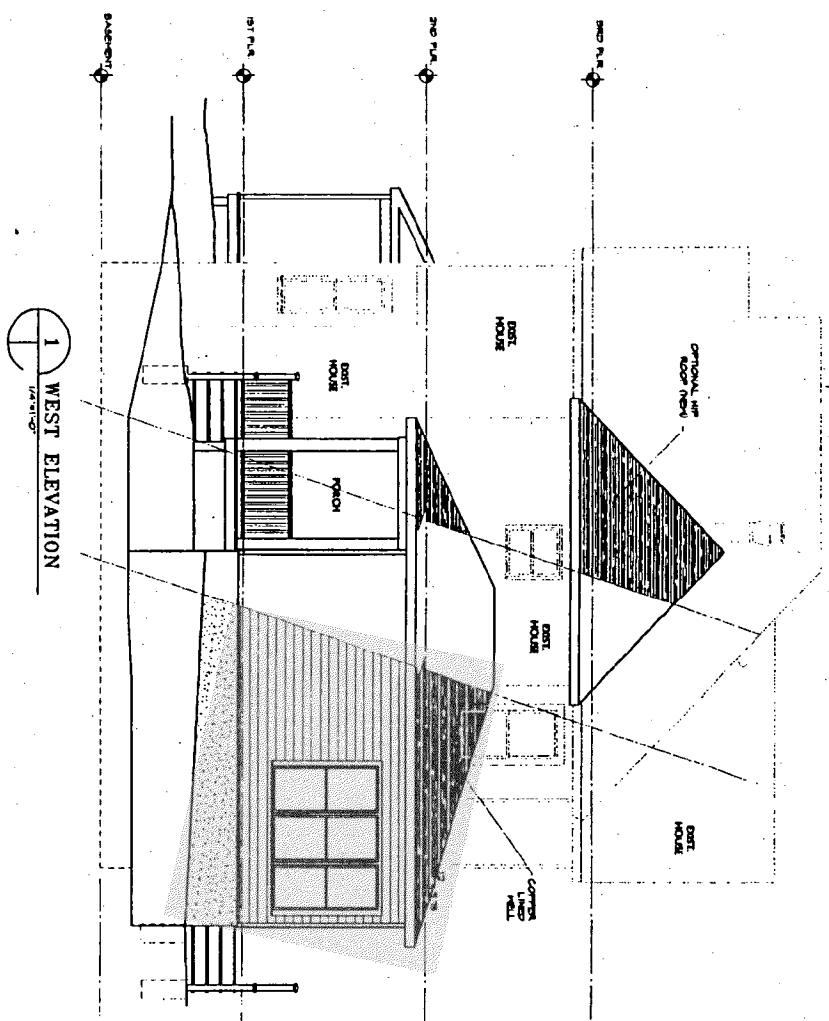 OPTIONAL HIP
ROOF (NEW)
EXIST.
HOUSE
3RD FLR.
EXIST.
HOUSE
EXIST.
HOUSE
COPPER
LINED
WELL
2ND FLR.
EXIST.
HOUSE
PORCH
1ST FLR.
BASEMENT
1 WEST ELEVATION
1/4"=1'-0"